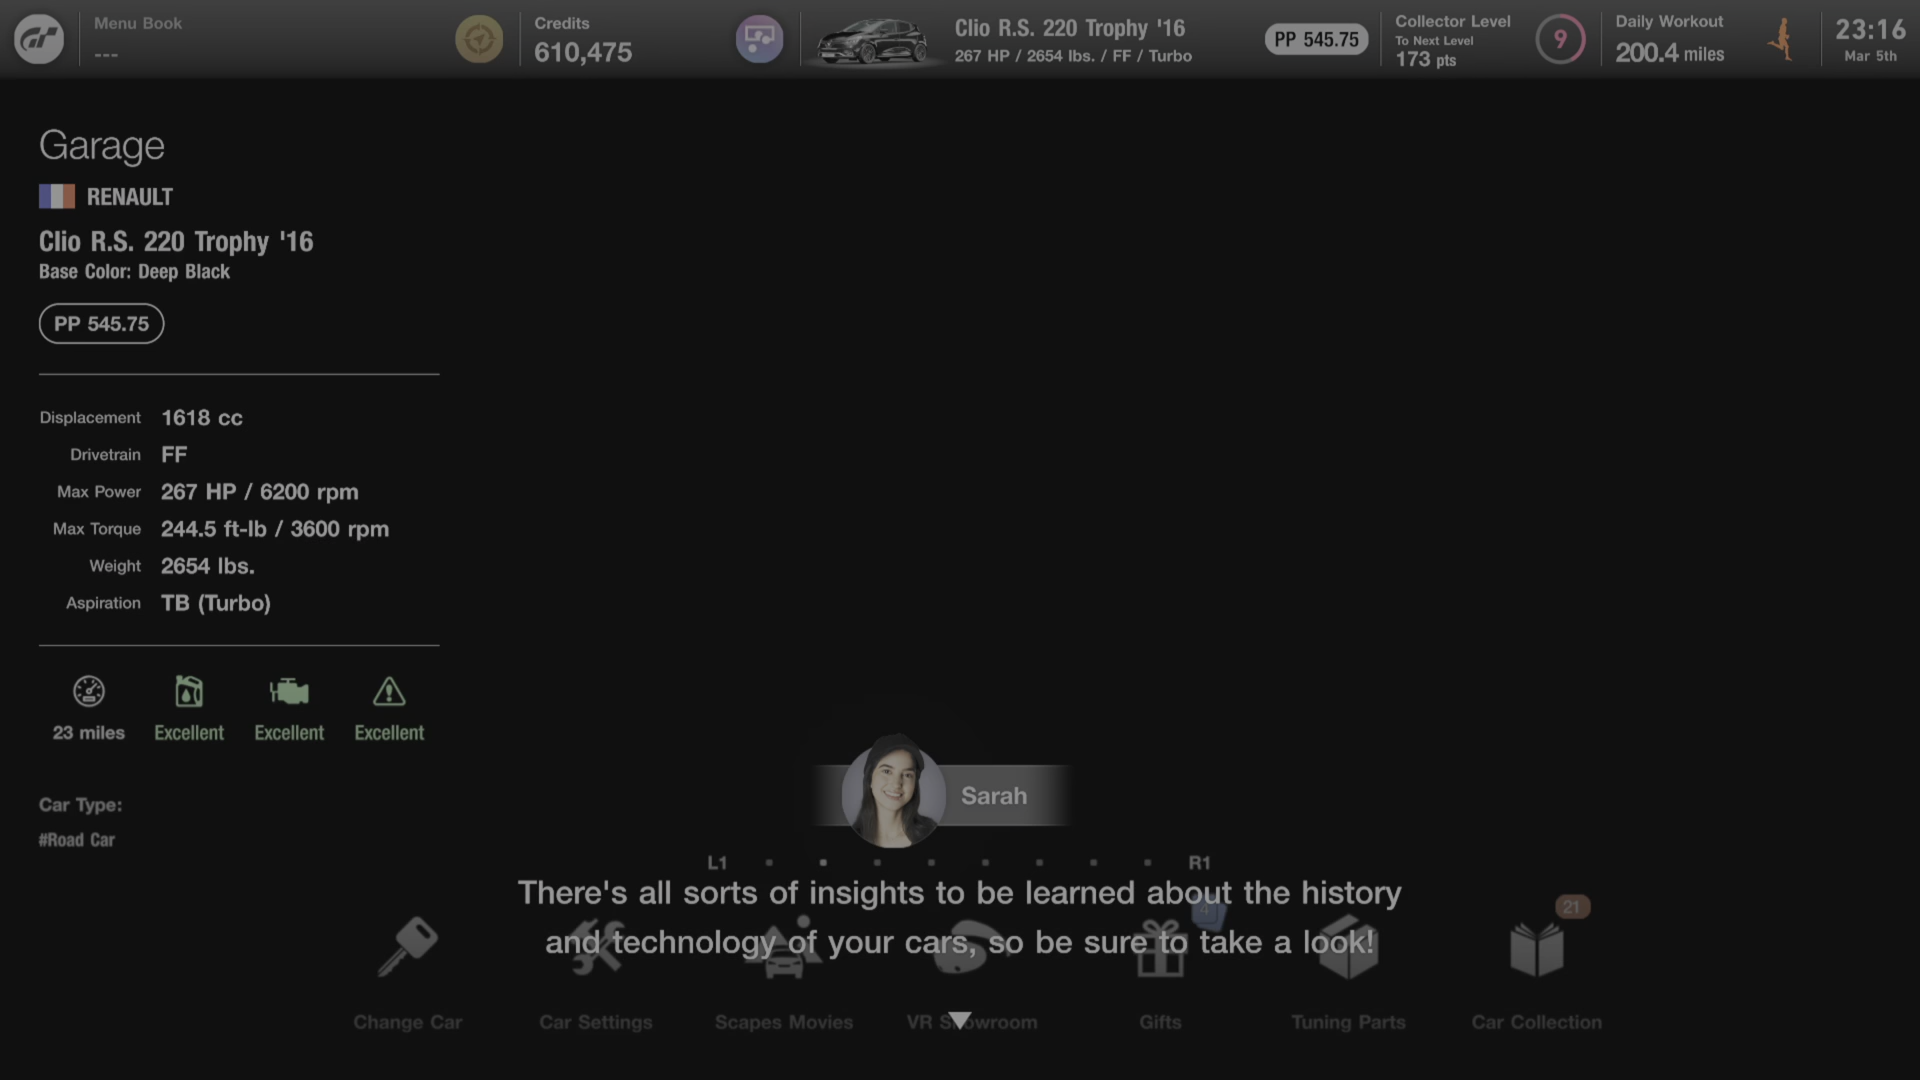 Menu Book
---
Credits
610,475
Clio R.S. 220 Trophy '16
267 HP / 2654 lbs. / FF / Turbo
PP 545.75
Collector Level
To Next Level
173 pts
9
Daily Workout
200.4 miles
23:16
Mar 5th
Garage
RENAULT
Clio R.S. 220 Trophy '16
Base Color: Deep Black
PP 545.75
Displacement 1618 cc
Drivetrain FF
Max Power 267 HP / 6200 rpm
Max Torque 244.5 ft-lb / 3600 rpm
Weight 2654 lbs.
Aspiration TB (Turbo)
23 miles Excellent Excellent Excellent
Car Type:
#Road Car
Sarah
L1 R1
There's all sorts of insights to be learned about the history
and technology of your cars, so be sure to take a look!
4
21
Change Car
Car Settings
Scapes Movies
VR Showroom
Gifts
Tuning Parts
Car Collection